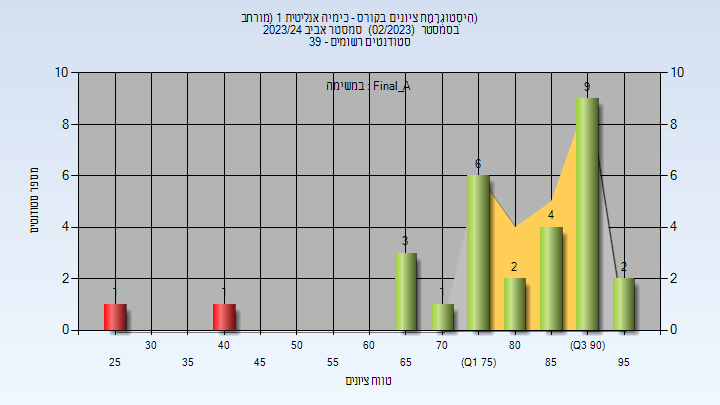 (הִיסטוֹגרָמָת ציונים בקורס - כימיה אנליטית 1 (מורחב
בסמסטר (02/2023) סמסטר אביב 2023/24
סטודנטים רשומים - 39
במשימה : Final_A
מספר סטודנטים
10 10
8 8
6 6
4 4
2 2
0 0
1 1 3 1 6 2 4 9 2
30 40 50 60 70 80 (Q3 90)
25 35 45 55 65 (Q1 75) 85 95
טווח ציונים